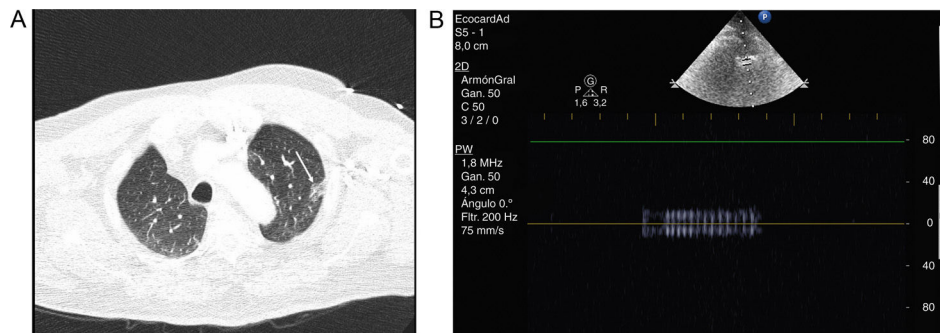 A
B
EcocardAd
S5 - 1
8,0 cm
2D
ArmónGral
Gan. 50
C 50
3 / 2 / 0
PW
1,8 MHz
Gan. 50
4,3 cm
Ángulo 0.º
Fltr. 200 Hz
75 mm/s
P
G
P R
1,6 3,2
80
40
0
40
80